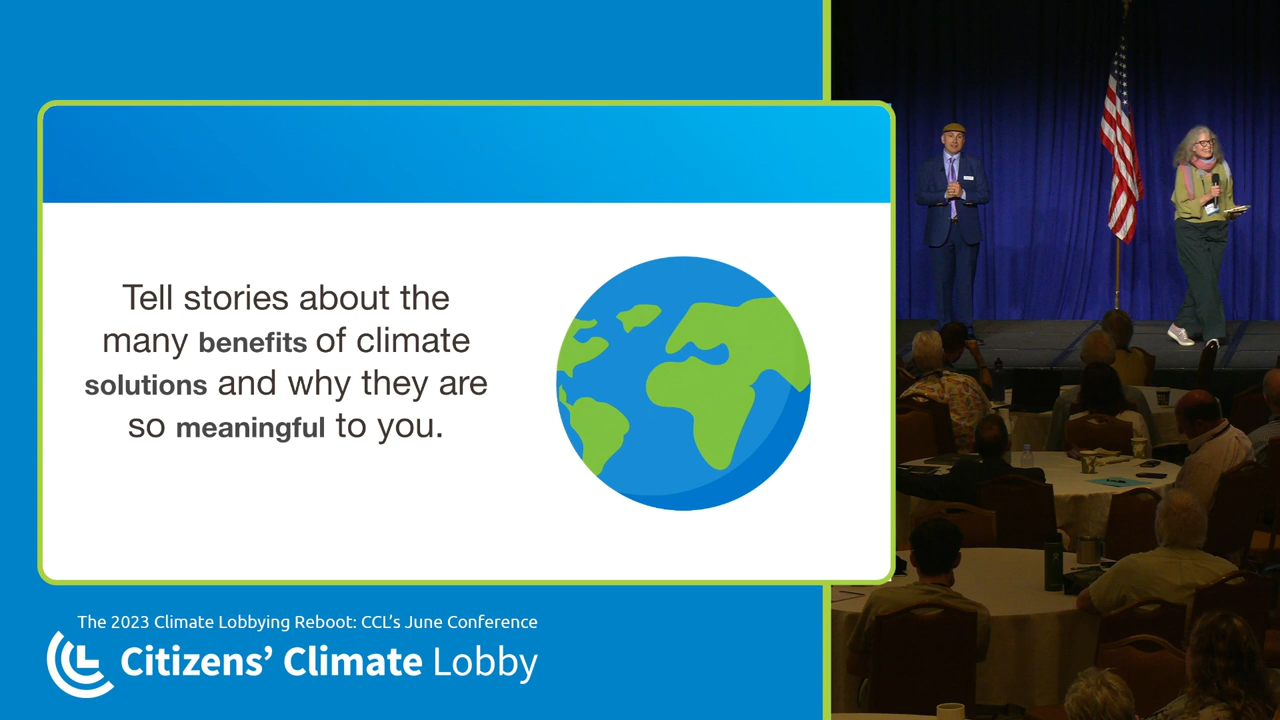 Tell stories about the
many benefits of climate
solutions and why they are
so meaningful to you.
The 2023 Climate Lobbying Reboot: CCL's June Conference
Citizens' Climate Lobby